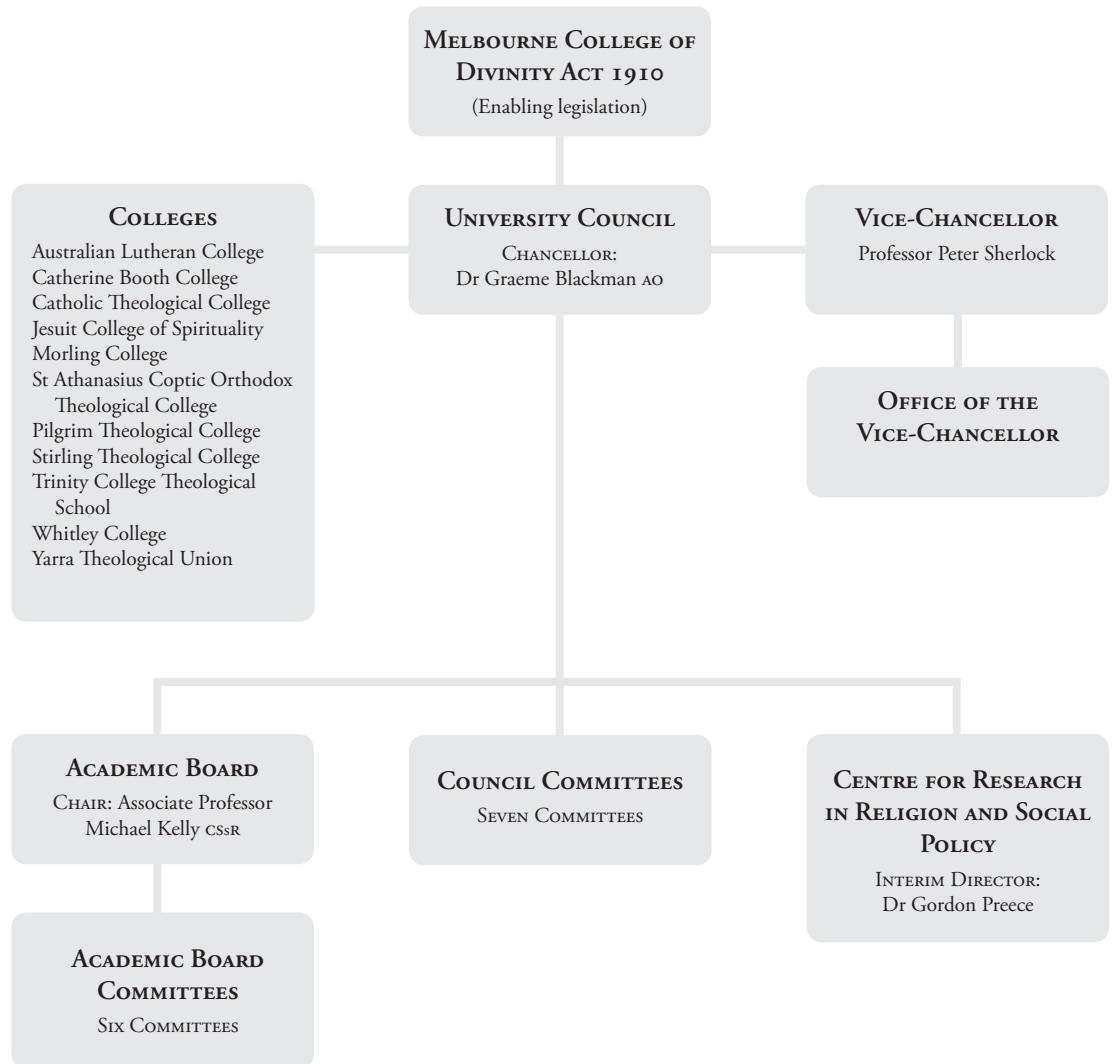 Melbourne College of
Divinity Act 1910
(Enabling legislation)
Colleges
Australian Lutheran College
Catherine Booth College
Catholic Theological College
Jesuit College of Spirituality
Morling College
St Athanasius Coptic Orthodox
Theological College
Pilgrim Theological College
Stirling Theological College
Trinity College Theological
School
Whitley College
Yarra Theological Union
University Council
Chancellor:
Dr Graeme Blackman AO
Vice-Chancellor
Professor Peter Sherlock
Office of the
Vice-Chancellor
Academic Board
Chair: Associate Professor
Michael Kelly CSsR
Academic Board
Committees
Six Committees
Council Committees
Seven Committees
Centre for Research
in Religion and Social
Policy
Interim Director:
Dr Gordon Preece